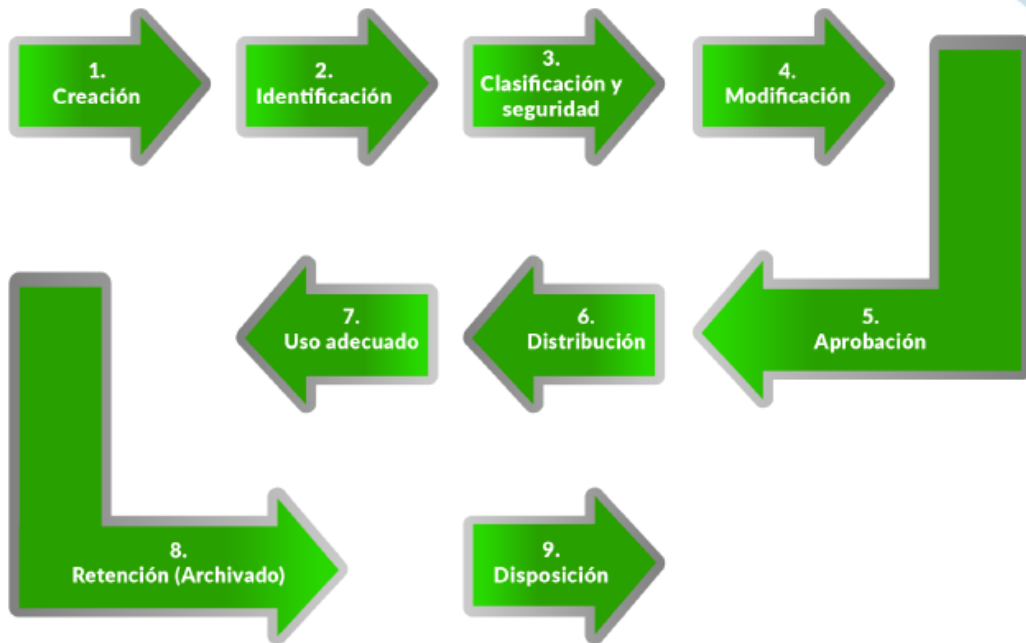 1.
Creación
2.
Identificación
3.
Clasificación y
seguridad
4.
Modificación
5.
Aprobación
6.
Distribución
7.
Uso adecuado
8.
Retención (Archivado)
9.
Disposición